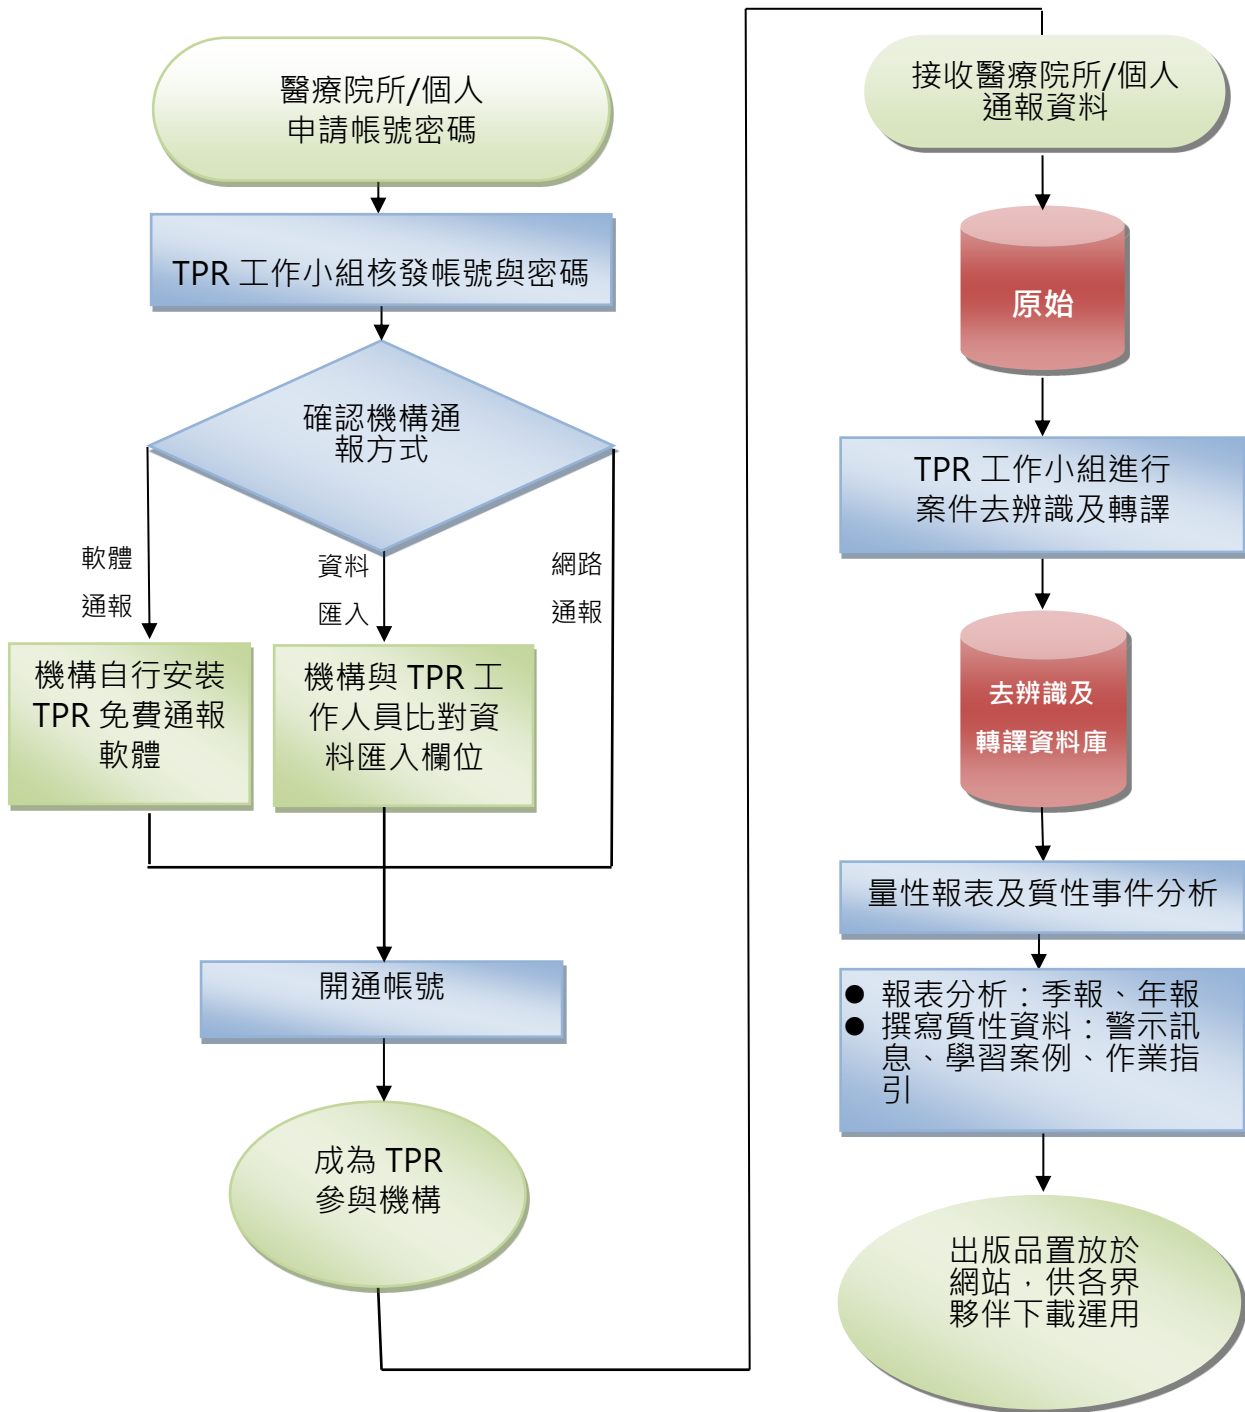 醫療院所/個人
申請帳號密碼
TPR 工作小組核發帳號與密碼
確認機構通
報方式
軟體
通報
資料
匯入
網路
通報
機構自行安裝
TPR 免費通報
軟體
機構與 TPR 工
作人員比對資
料匯入欄位
開通帳號
成為 TPR
參與機構
接收醫療院所/個人
通報資料
原始
TPR 工作小組進行
案件去辨識及轉譯
去辨識及
轉譯資料庫
量性報表及質性事件分析
● 報表分析：季報、年報
● 撰寫質性資料：警示訊
息、學習案例、作業指
引
出版品置放於
網站，供各界
夥伴下載運用